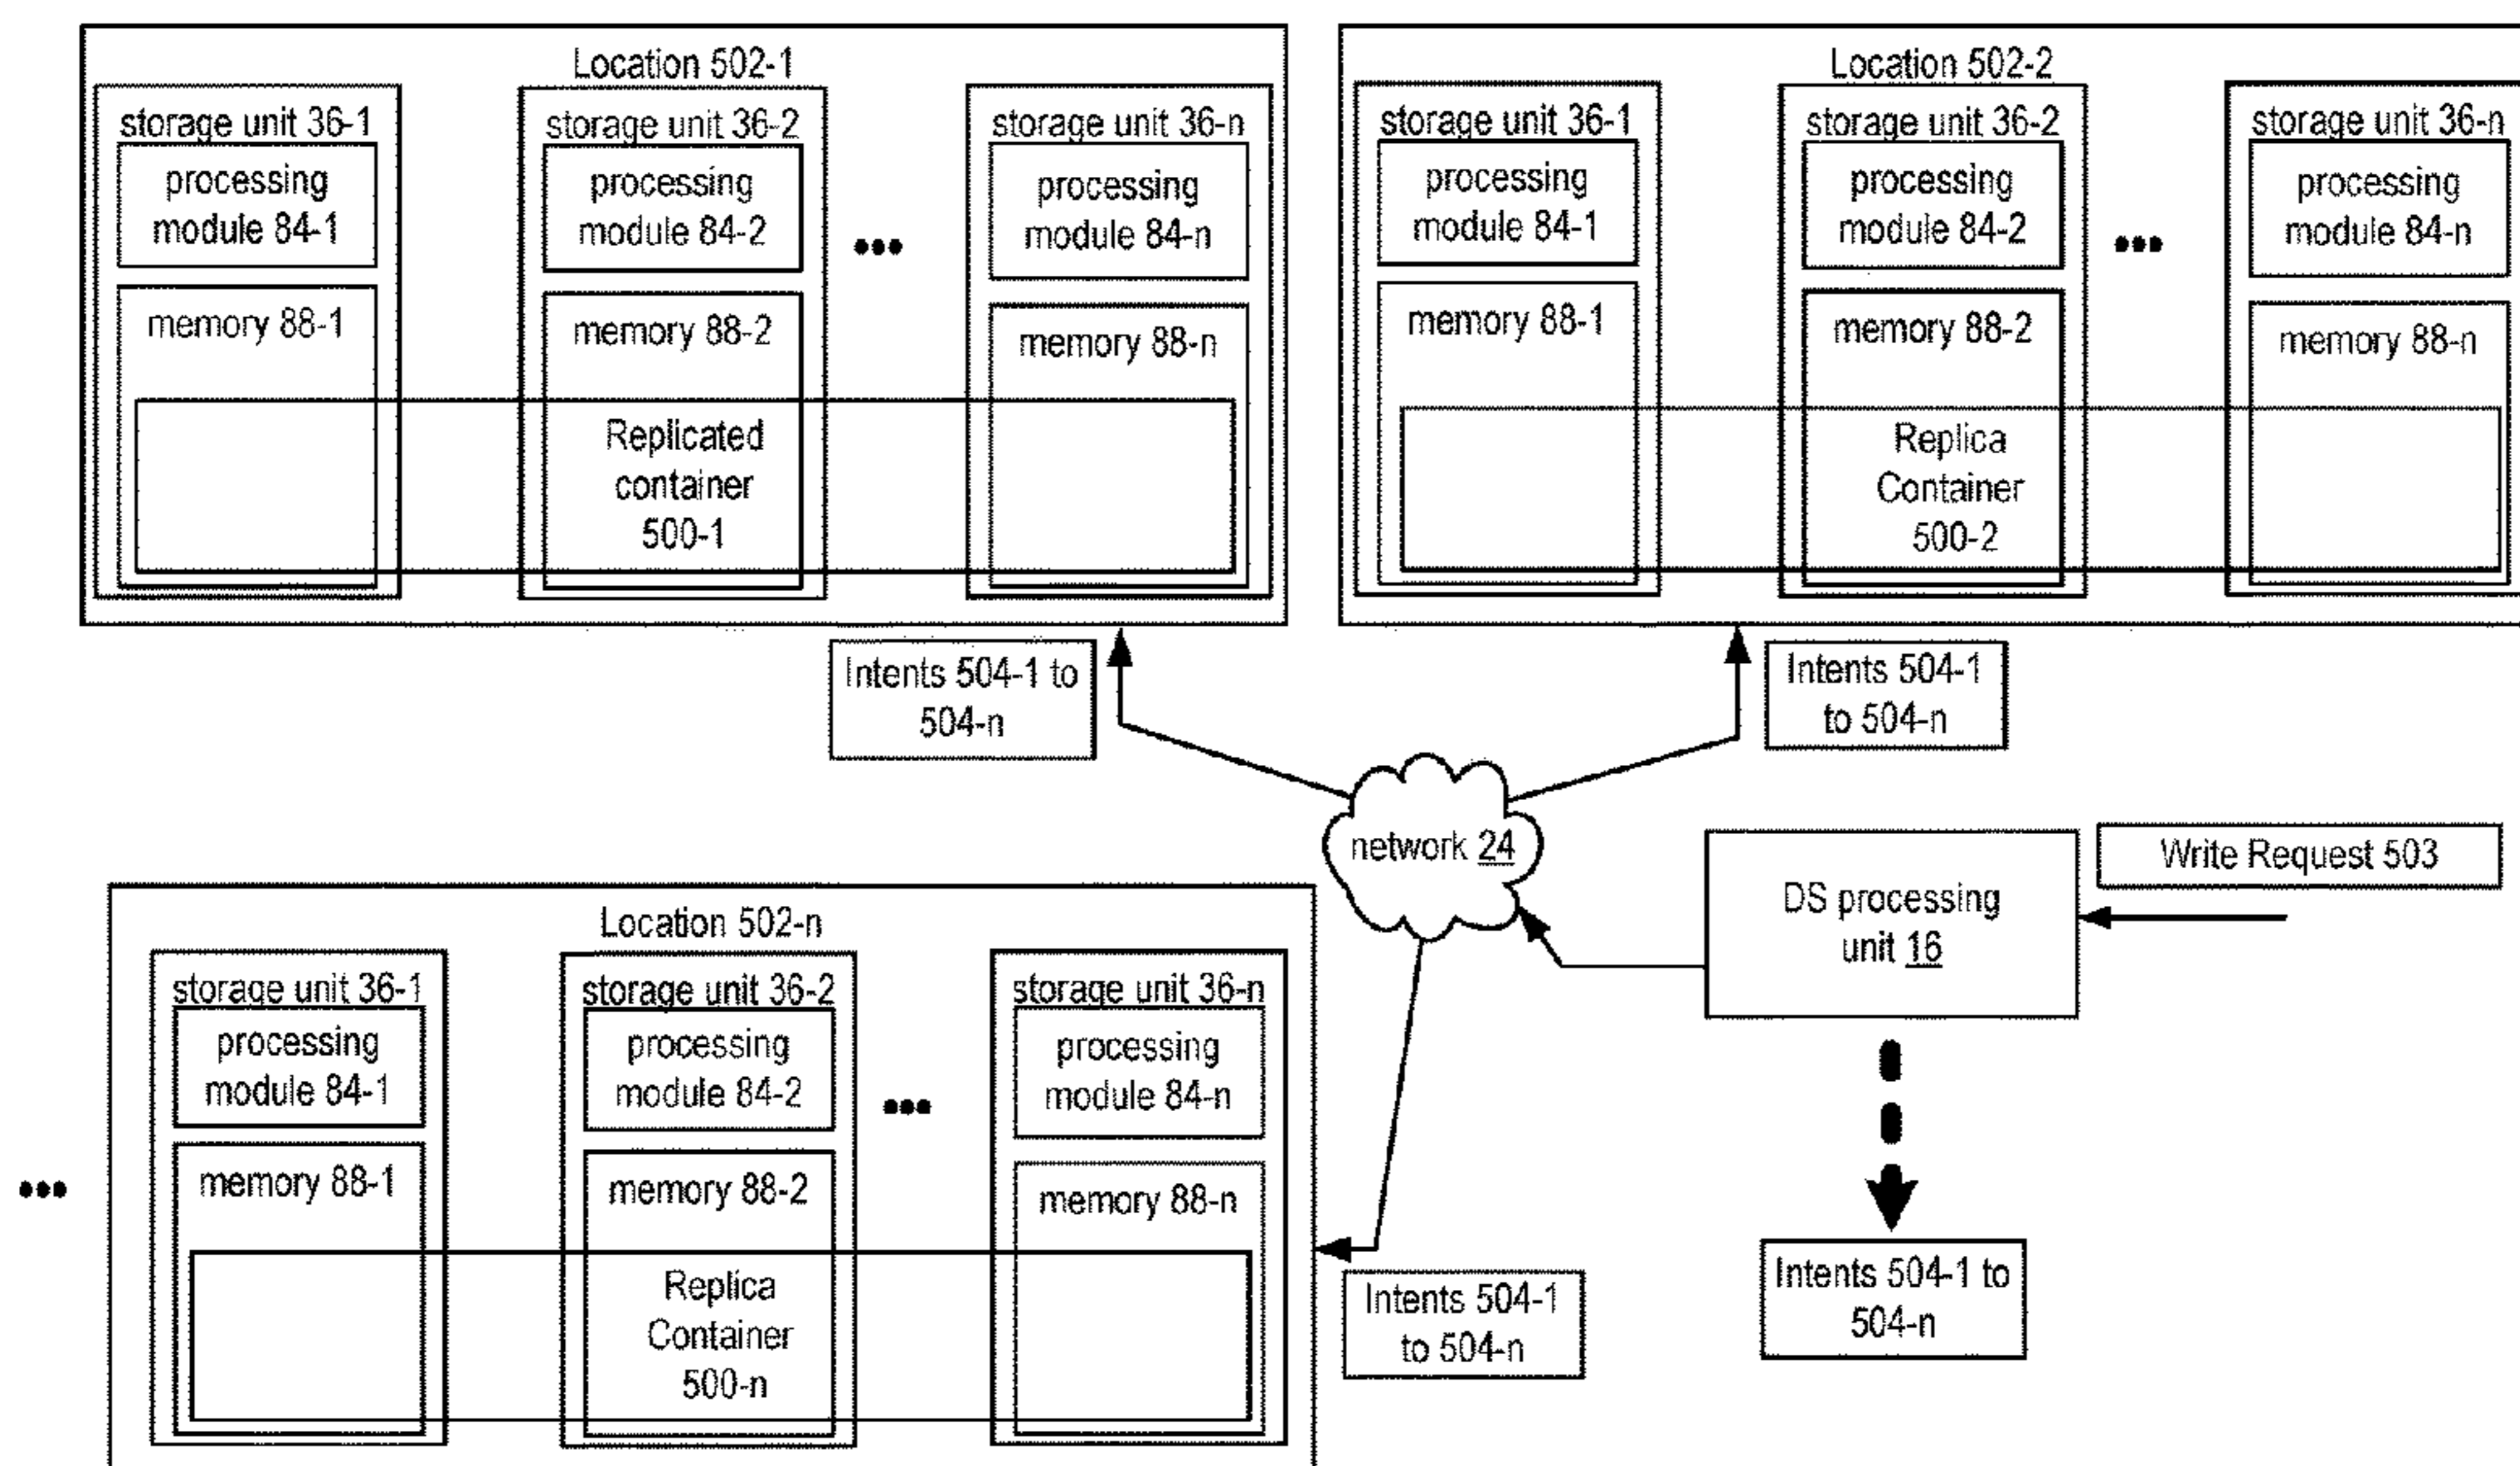 Location 502-1
storage unit 36-1
processing
module 84-1
memory 88-1
storage unit 36-2
processing
module 84-2
memory 88-2
•••
storage unit 36-n
processing
module 84-n
memory 88-n
Replicated
container
500-1
Location 502-2
storage unit 36-1
processing
module 84-1
memory 88-1
storage unit 36-2
processing
module 84-2
memory 88-2
•••
storage unit 36-n
processing
module 84-n
memory 88-n
Replica
Container
500-2
Intents 504-1 to
504-n
Intents 504-1
to 504-n
network 24
DS processing
unit 16
Write Request 503
•••
Location 502-n
storage unit 36-1
processing
module 84-1
memory 88-1
storage unit 36-2
processing
module 84-2
memory 88-2
•••
storage unit 36-n
processing
module 84-n
memory 88-n
Replica
Container
500-n
Intents 504-1
to 504-n
Intents 504-1 to
504-n